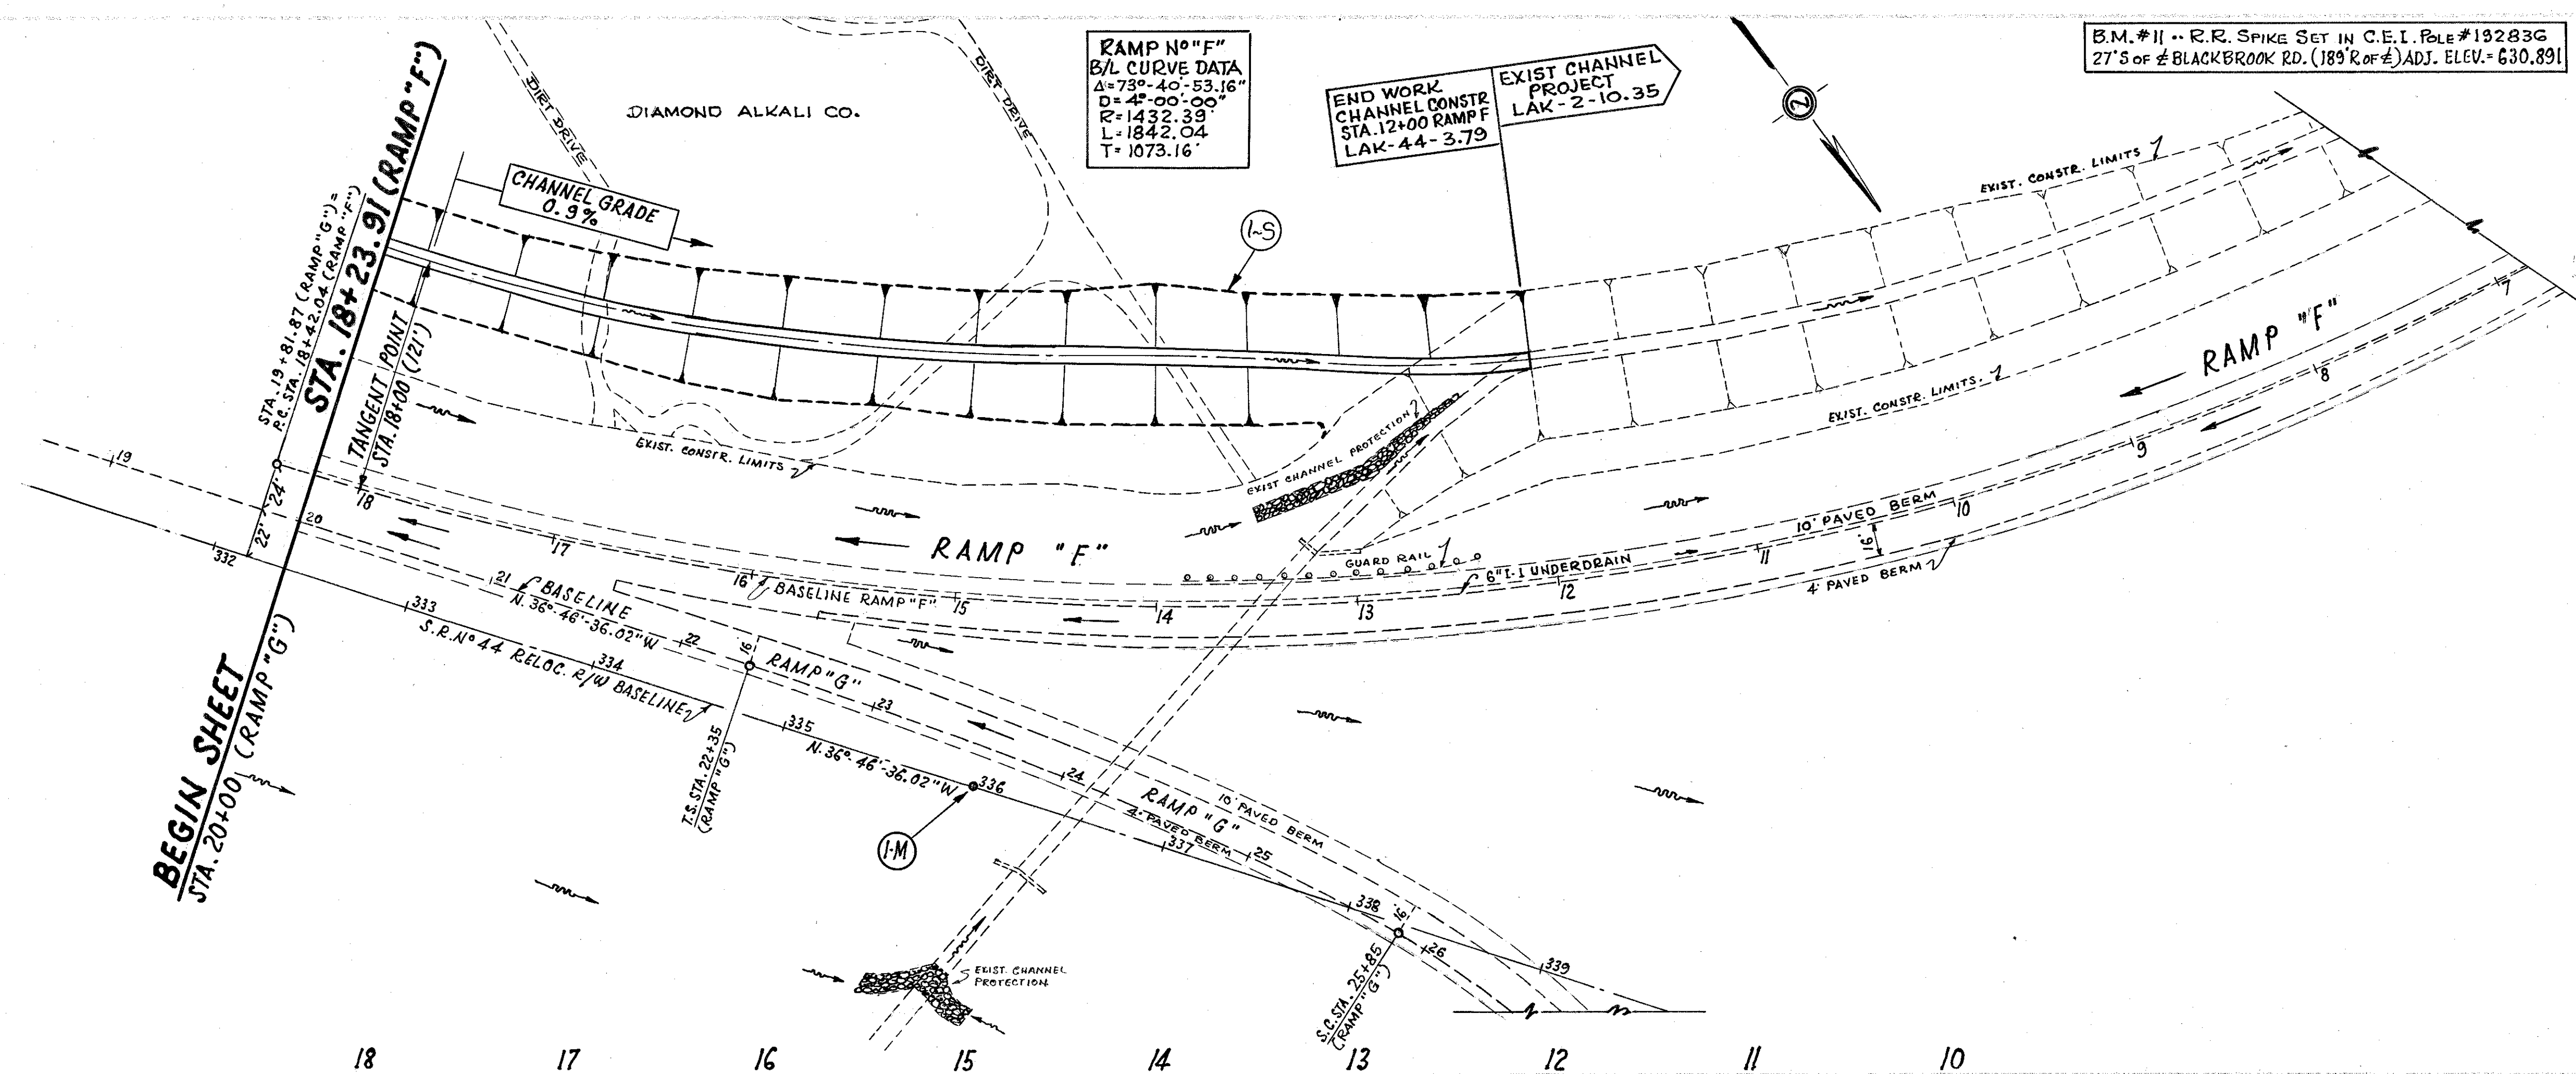 B.M.#11 -- R.R. SPIKE SET IN C.E.I. POLE #192836
27'S OF ℄ BLACKBROOK RD. (189'R OF ℄) ADJ. ELEV. = 630.891
RAMP Nº "F"
B/L CURVE DATA
Δ=73°-40'-53.16"
D=4°-00'-00"
R=1432.39'
L=1842.04
T=1073.16'
END WORK
CHANNEL CONSTR
STA. 12+00 RAMP F
LAK-44-3.79
EXIST CHANNEL
PROJECT
LAK-2-10.35
2
DIRT DRIVE
DIAMOND ALKALI CO.
DIRT DRIVE
CHANNEL GRADE
0.9%
1-S
EXIST. CONSTR. LIMITS
STA. 19+81.87 (RAMP "G")=
P.C. STA. 18+42.04 (RAMP "F")
STA. 18+23.91 (RAMP "F")
TANGENT POINT
STA. 18+00 (121')
RAMP "F"
EXIST. CONSTR. LIMITS
EXIST. CONSTR. LIMITS
EXIST CHANNEL PROTECTION
7
8
9
10
11
12
13
14
15
16
17
18
10' PAVED BERM
16'
4' PAVED BERM
6" I-1 UNDERDRAIN
GUARD RAIL
RAMP "F"
BASELINE RAMP "F"
19
20
21
22
23
24
25
26
22'
24'
BASELINE
N. 36°-46'-36.02"W
332
333
334
335
336
337
338
339
S.R. Nº 44 RELOC. R/W BASELINE
N. 36°-46'-36.02"W
16'
RAMP "G"
T.S. STA. 22+35
(RAMP "G")
1-M
RAMP "G"
10' PAVED BERM
4' PAVED BERM
16'
S.C. STA. 25+85
(RAMP "G")
EXIST. CHANNEL
PROTECTION
BEGIN SHEET
STA. 20+00 (RAMP "G")
18 17 16 15 14 13 12 11 10